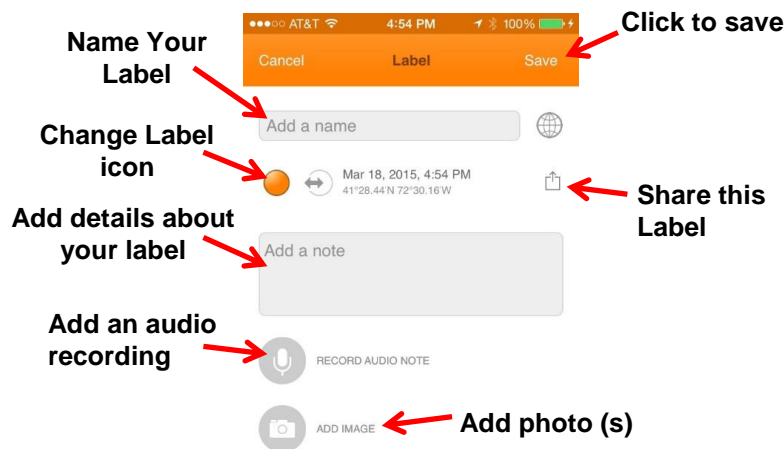 AT&T 4:54 PM 100%
Click to save
Name Your
Label
Cancel Label Save
Add a name
Change Label
icon
Mar 18, 2015, 4:54 PM
41°28.44'N 72°30.16'W
Share this
Label
Add details about
your label
Add a note
Add an audio
recording
RECORD AUDIO NOTE
ADD IMAGE
Add photo (s)